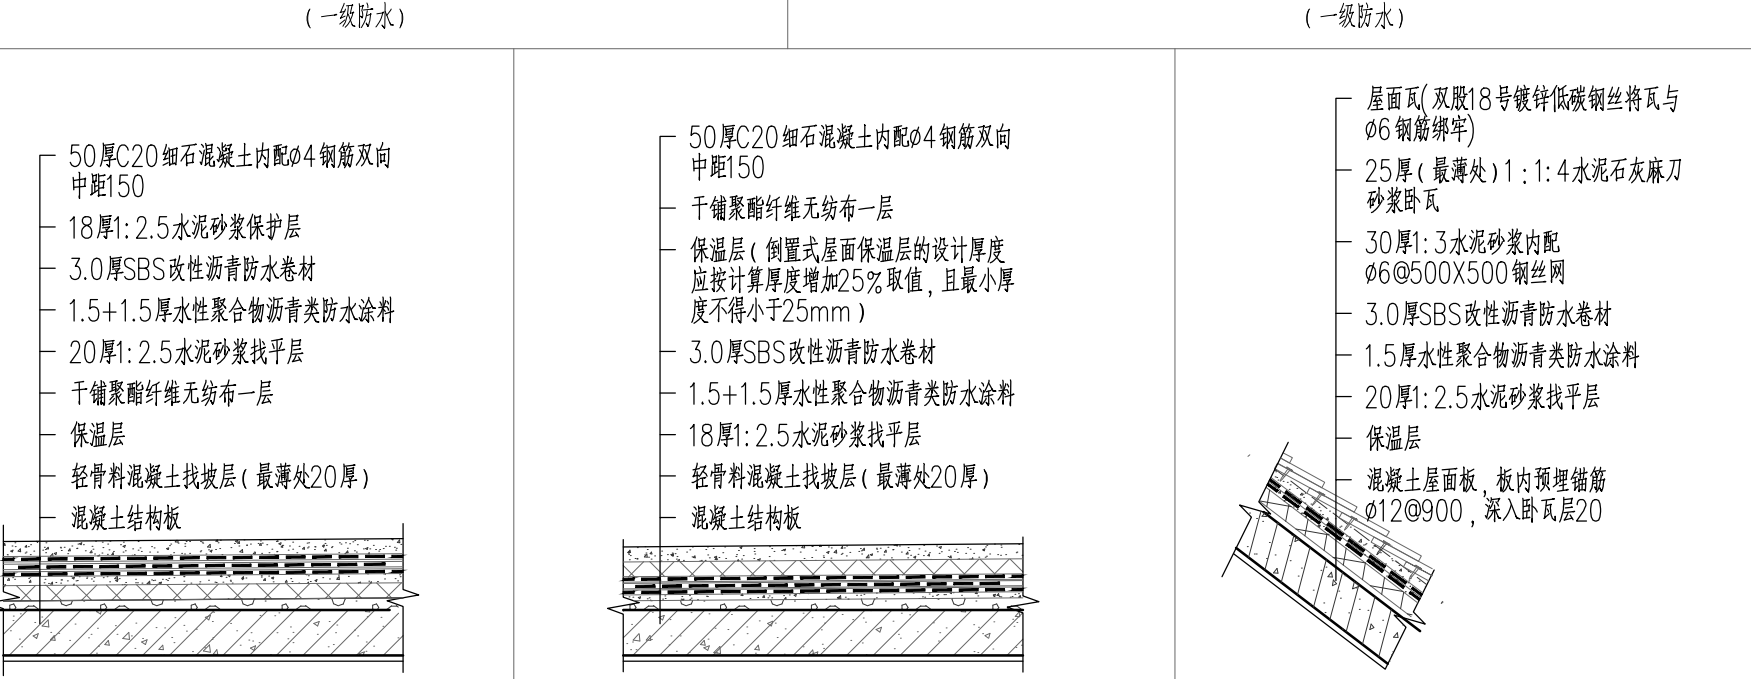 (一级防水)
(一级防水)
50厚C20细石混凝土内配ø4钢筋双向
中距150
18厚1:2.5水泥砂浆保护层
3.0厚SBS改性沥青防水卷材
1.5+1.5厚水性聚合物沥青类防水涂料
20厚1:2.5水泥砂浆找平层
干铺聚酯纤维无纺布一层
保温层
轻骨料混凝土找坡层(最薄处20厚)
混凝土结构板
50厚C20细石混凝土内配ø4钢筋双向
中距150
干铺聚酯纤维无纺布一层
保温层(倒置式屋面保温层的设计厚度
应按计算厚度增加25%取值,且最小厚
度不得小于25mm)
3.0厚SBS改性沥青防水卷材
1.5+1.5厚水性聚合物沥青类防水涂料
18厚1:2.5水泥砂浆找平层
轻骨料混凝土找坡层(最薄处20厚)
混凝土结构板
屋面瓦(双股18号镀锌低碳钢丝将瓦与
ø6钢筋绑牢)
25厚(最薄处)1:1:4水泥石灰麻刀
砂浆卧瓦
30厚1:3水泥砂浆内配
ø6@500X500钢丝网
3.0厚SBS改性沥青防水卷材
1.5厚水性聚合物沥青类防水涂料
20厚1:2.5水泥砂浆找平层
保温层
混凝土屋面板,板内预埋锚筋
ø12@900,深入卧瓦层20